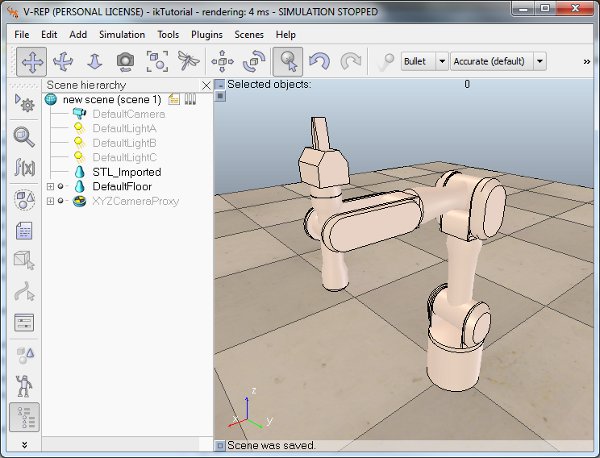 V-REP (PERSONAL LICENSE) - ikTutorial - rendering: 4 ms - SIMULATION STOPPED
File Edit Add Simulation Tools Plugins Scenes Help
Bullet Accurate (default) »
Scene hierarchy
Selected objects: 0
new scene (scene 1)
DefaultCamera
DefaultLightA
DefaultLightB
DefaultLightC
STL_Imported
DefaultFloor
XYZCameraProxy
f(x)
z
x y
Scene was saved.